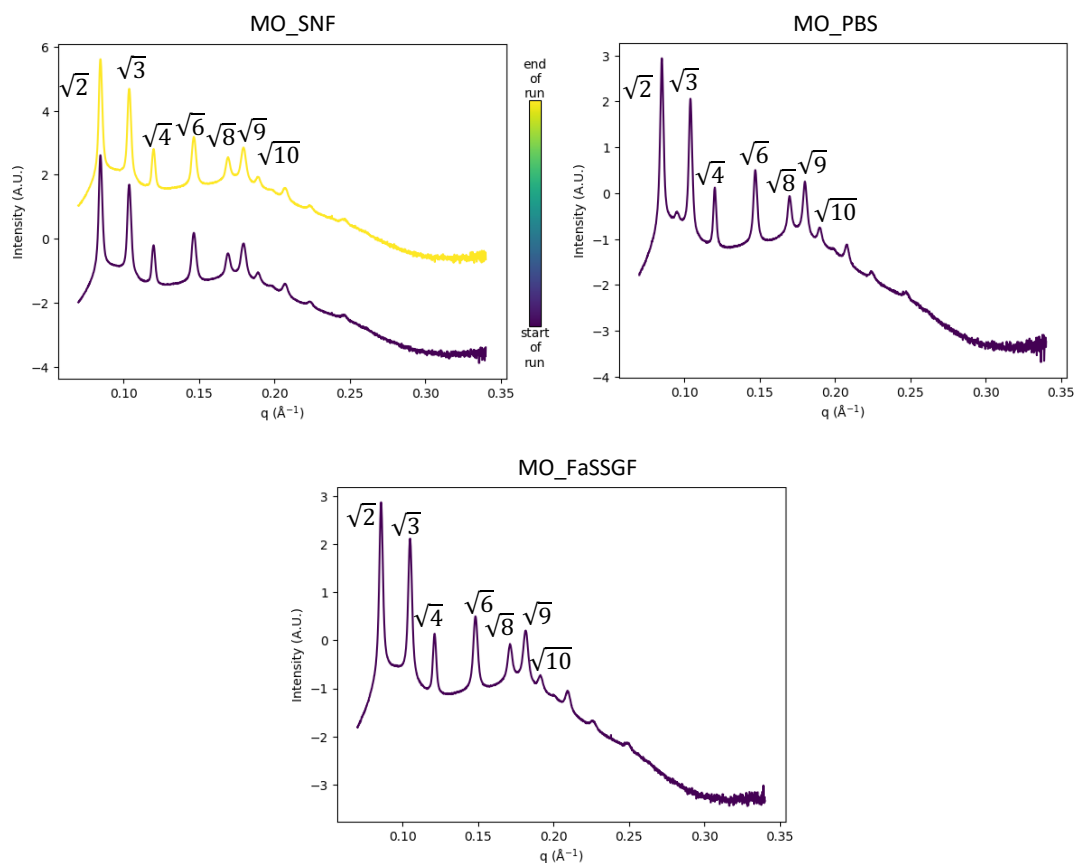 MO_SNF
6
4
2
0
−2
−4
Intensity (A.U.)
√2
√3
√4
√6
√8
√9
√10
0.10 0.15 0.20 0.25 0.30 0.35
q (Å⁻¹)
end
of
run
start
of
run
MO_PBS
3
2
1
0
−1
−2
−3
−4
Intensity (A.U.)
√2
√3
√4
√6
√8
√9
√10
0.10 0.15 0.20 0.25 0.30 0.35
q (Å⁻¹)
MO_FaSSGF
3
2
1
0
−1
−2
−3
Intensity (A.U.)
√2
√3
√4
√6
√8
√9
√10
0.10 0.15 0.20 0.25 0.30 0.35
q (Å⁻¹)